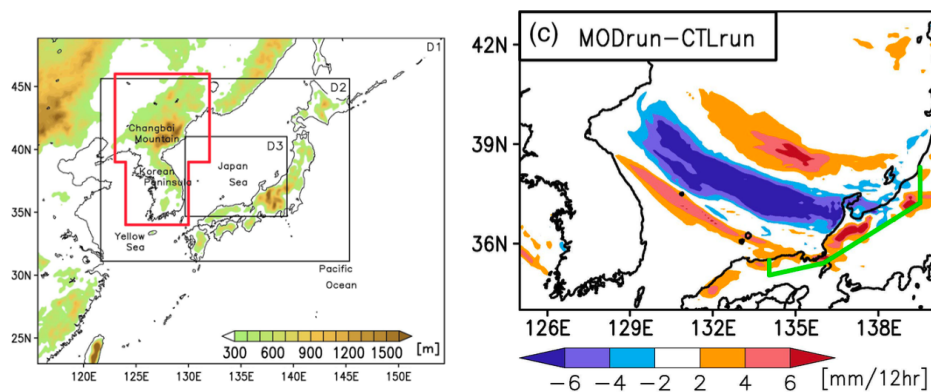 D1
45N
D2
Changbai
Mountain
40N
D3
Korean
Japan
Peninsula
Sea
35N
Yellow
Sea
30N
Pacific
Ocean
25N
300 600 900 1200 1500 [m]
120E 125E 130E 135E 140E 145E 150E
(c) MODrun−CTLrun
42N
39N
36N
126E 129E 132E 135E 138E
−6 −4 −2 2 4 6 [mm/12hr]